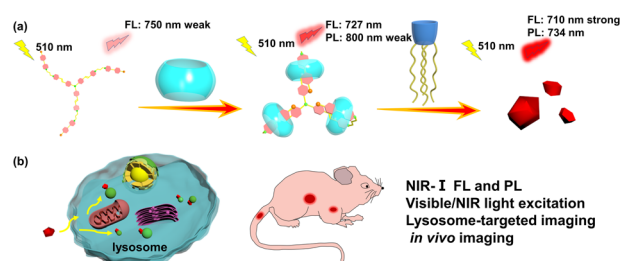 (a)
FL: 750 nm weak
510 nm
FL: 727 nm
PL: 800 nm weak
510 nm
FL: 710 nm strong
PL: 734 nm
510 nm
(b)
lysosome
NIR-I FL and PL
Visible/NIR light excitation
Lysosome-targeted imaging
in vivo imaging